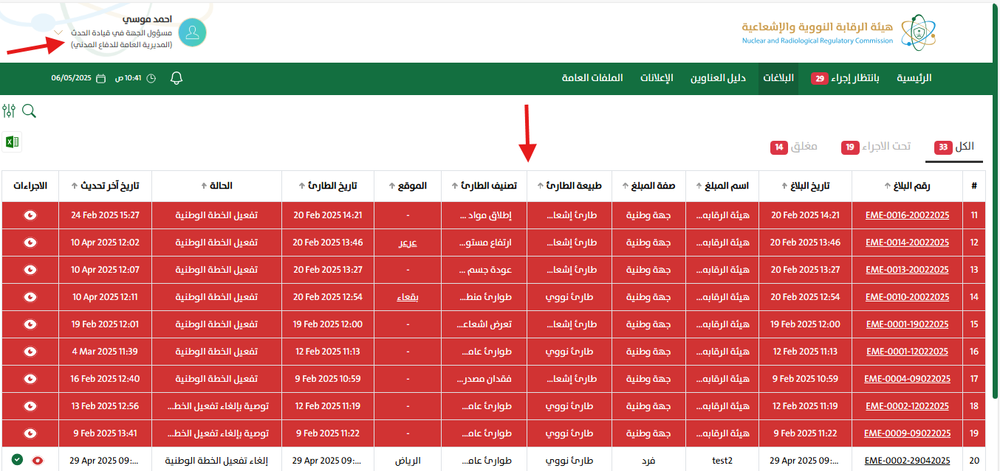 هيئة الرقابة النووية والإشعاعية
Nuclear and Radiological Regulatory Commission
احمد موسي
مسؤول الجهة في قيادة الحدث
(المديرية العامة للدفاع المدني)
الرئيسية بانتظار إجراء 29 البلاغات دليل العناوين الإعلانات الملفات العامة 10:41 ص 06/05/2025
الكل 33 تحت الاجراء 19 مغلق 14
# رقم البلاغ تاريخ البلاغ اسم المبلغ صفة المبلغ طبيعة الطارئ تصنيف الطارئ الموقع تاريخ الطارئ الحالة تاريخ آخر تحديث الاجراءات
11 EME-0016-20022025 20 Feb 2025 14:21 هيئة الرقابه... جهة وطنية طارئ إشعا... إطلاق مواد ... - 20 Feb 2025 14:21 تفعيل الخطة الوطنية 24 Feb 2025 15:27
12 EME-0014-20022025 20 Feb 2025 13:46 هيئة الرقابه... جهة وطنية طارئ إشعا... ارتفاع مستو... عرعر 20 Feb 2025 13:46 تفعيل الخطة الوطنية 10 Apr 2025 12:02
13 EME-0013-20022025 20 Feb 2025 13:27 هيئة الرقابه... جهة وطنية طارئ إشعا... عودة جسم ... - 20 Feb 2025 13:27 تفعيل الخطة الوطنية 10 Apr 2025 12:07
14 EME-0010-20022025 20 Feb 2025 12:54 هيئة الرقابه... جهة وطنية طارئ نووي طوارئ منط... بقعاء 20 Feb 2025 12:54 تفعيل الخطة الوطنية 10 Apr 2025 12:11
15 EME-0001-19022025 19 Feb 2025 12:00 هيئة الرقابه... جهة وطنية طارئ إشعا... تعرض اشعاء... - 19 Feb 2025 12:00 تفعيل الخطة الوطنية 19 Feb 2025 12:01
16 EME-0001-12022025 12 Feb 2025 11:13 هيئة الرقابه... جهة وطنية طارئ نووي طوارئ عام... - 12 Feb 2025 11:13 تفعيل الخطة الوطنية 4 Mar 2025 11:39
17 EME-0004-09022025 9 Feb 2025 10:59 هيئة الرقابه... جهة وطنية طارئ إشعا... فقدان مصدر... - 9 Feb 2025 10:59 تفعيل الخطة الوطنية 16 Feb 2025 12:40
18 EME-0002-12022025 12 Feb 2025 11:19 هيئة الرقابه... جهة وطنية طارئ نووي طوارئ عام... - 12 Feb 2025 11:19 توصية بإلغاء تفعيل الخط... 13 Feb 2025 12:56
19 EME-0009-09022025 9 Feb 2025 11:22 هيئة الرقابه... جهة وطنية طارئ نووي طوارئ عام... - 9 Feb 2025 11:22 توصية بإلغاء تفعيل الخط... 9 Feb 2025 13:41
20 EME-0002-29042025 29 Apr 2025 09:... test2 فرد طارئ نووي طوارئ عام... الرياض 29 Apr 2025 09:... إلغاء تفعيل الخطة الوطنية 29 Apr 2025 09:...